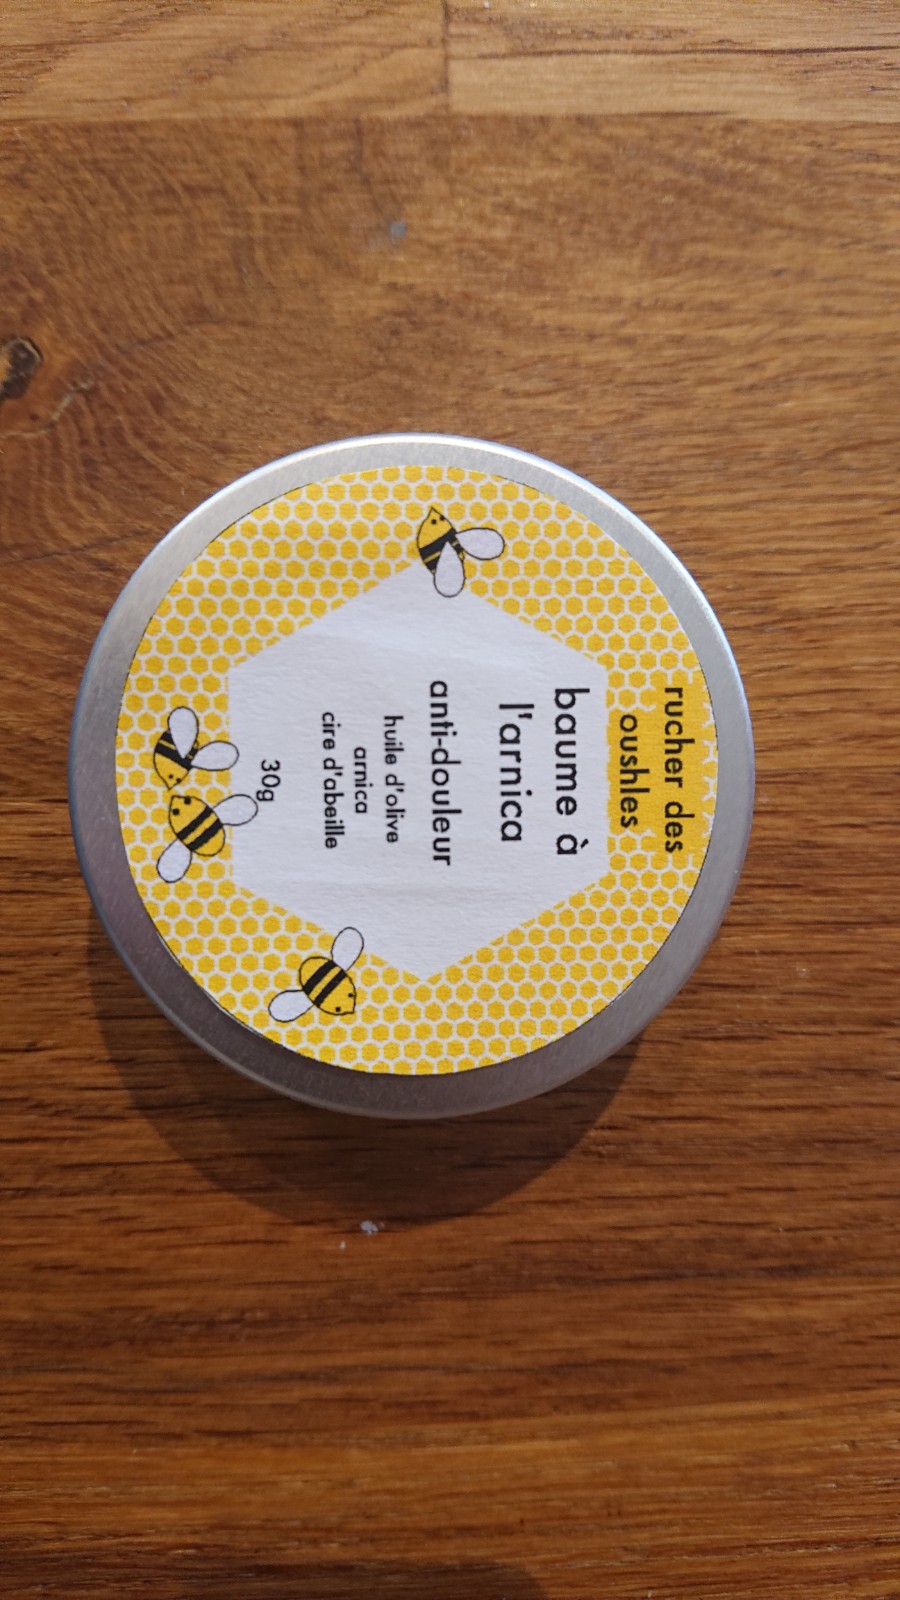 rucher des
oushles
baume à
l'arnica
anti-douleur
huile d'olive
arnica
cire d'abeille
30g